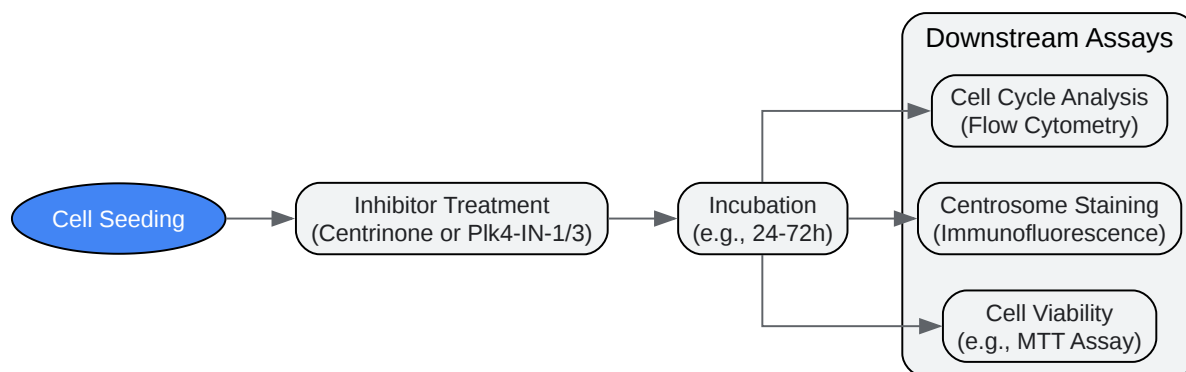 Downstream Assays
Cell Cycle Analysis
(Flow Cytometry)
Cell Seeding
Inhibitor Treatment
(Centrinone or Plk4-IN-1/3)
Incubation
(e.g., 24-72h)
Centrosome Staining
(Immunofluorescence)
Cell Viability
(e.g., MTT Assay)